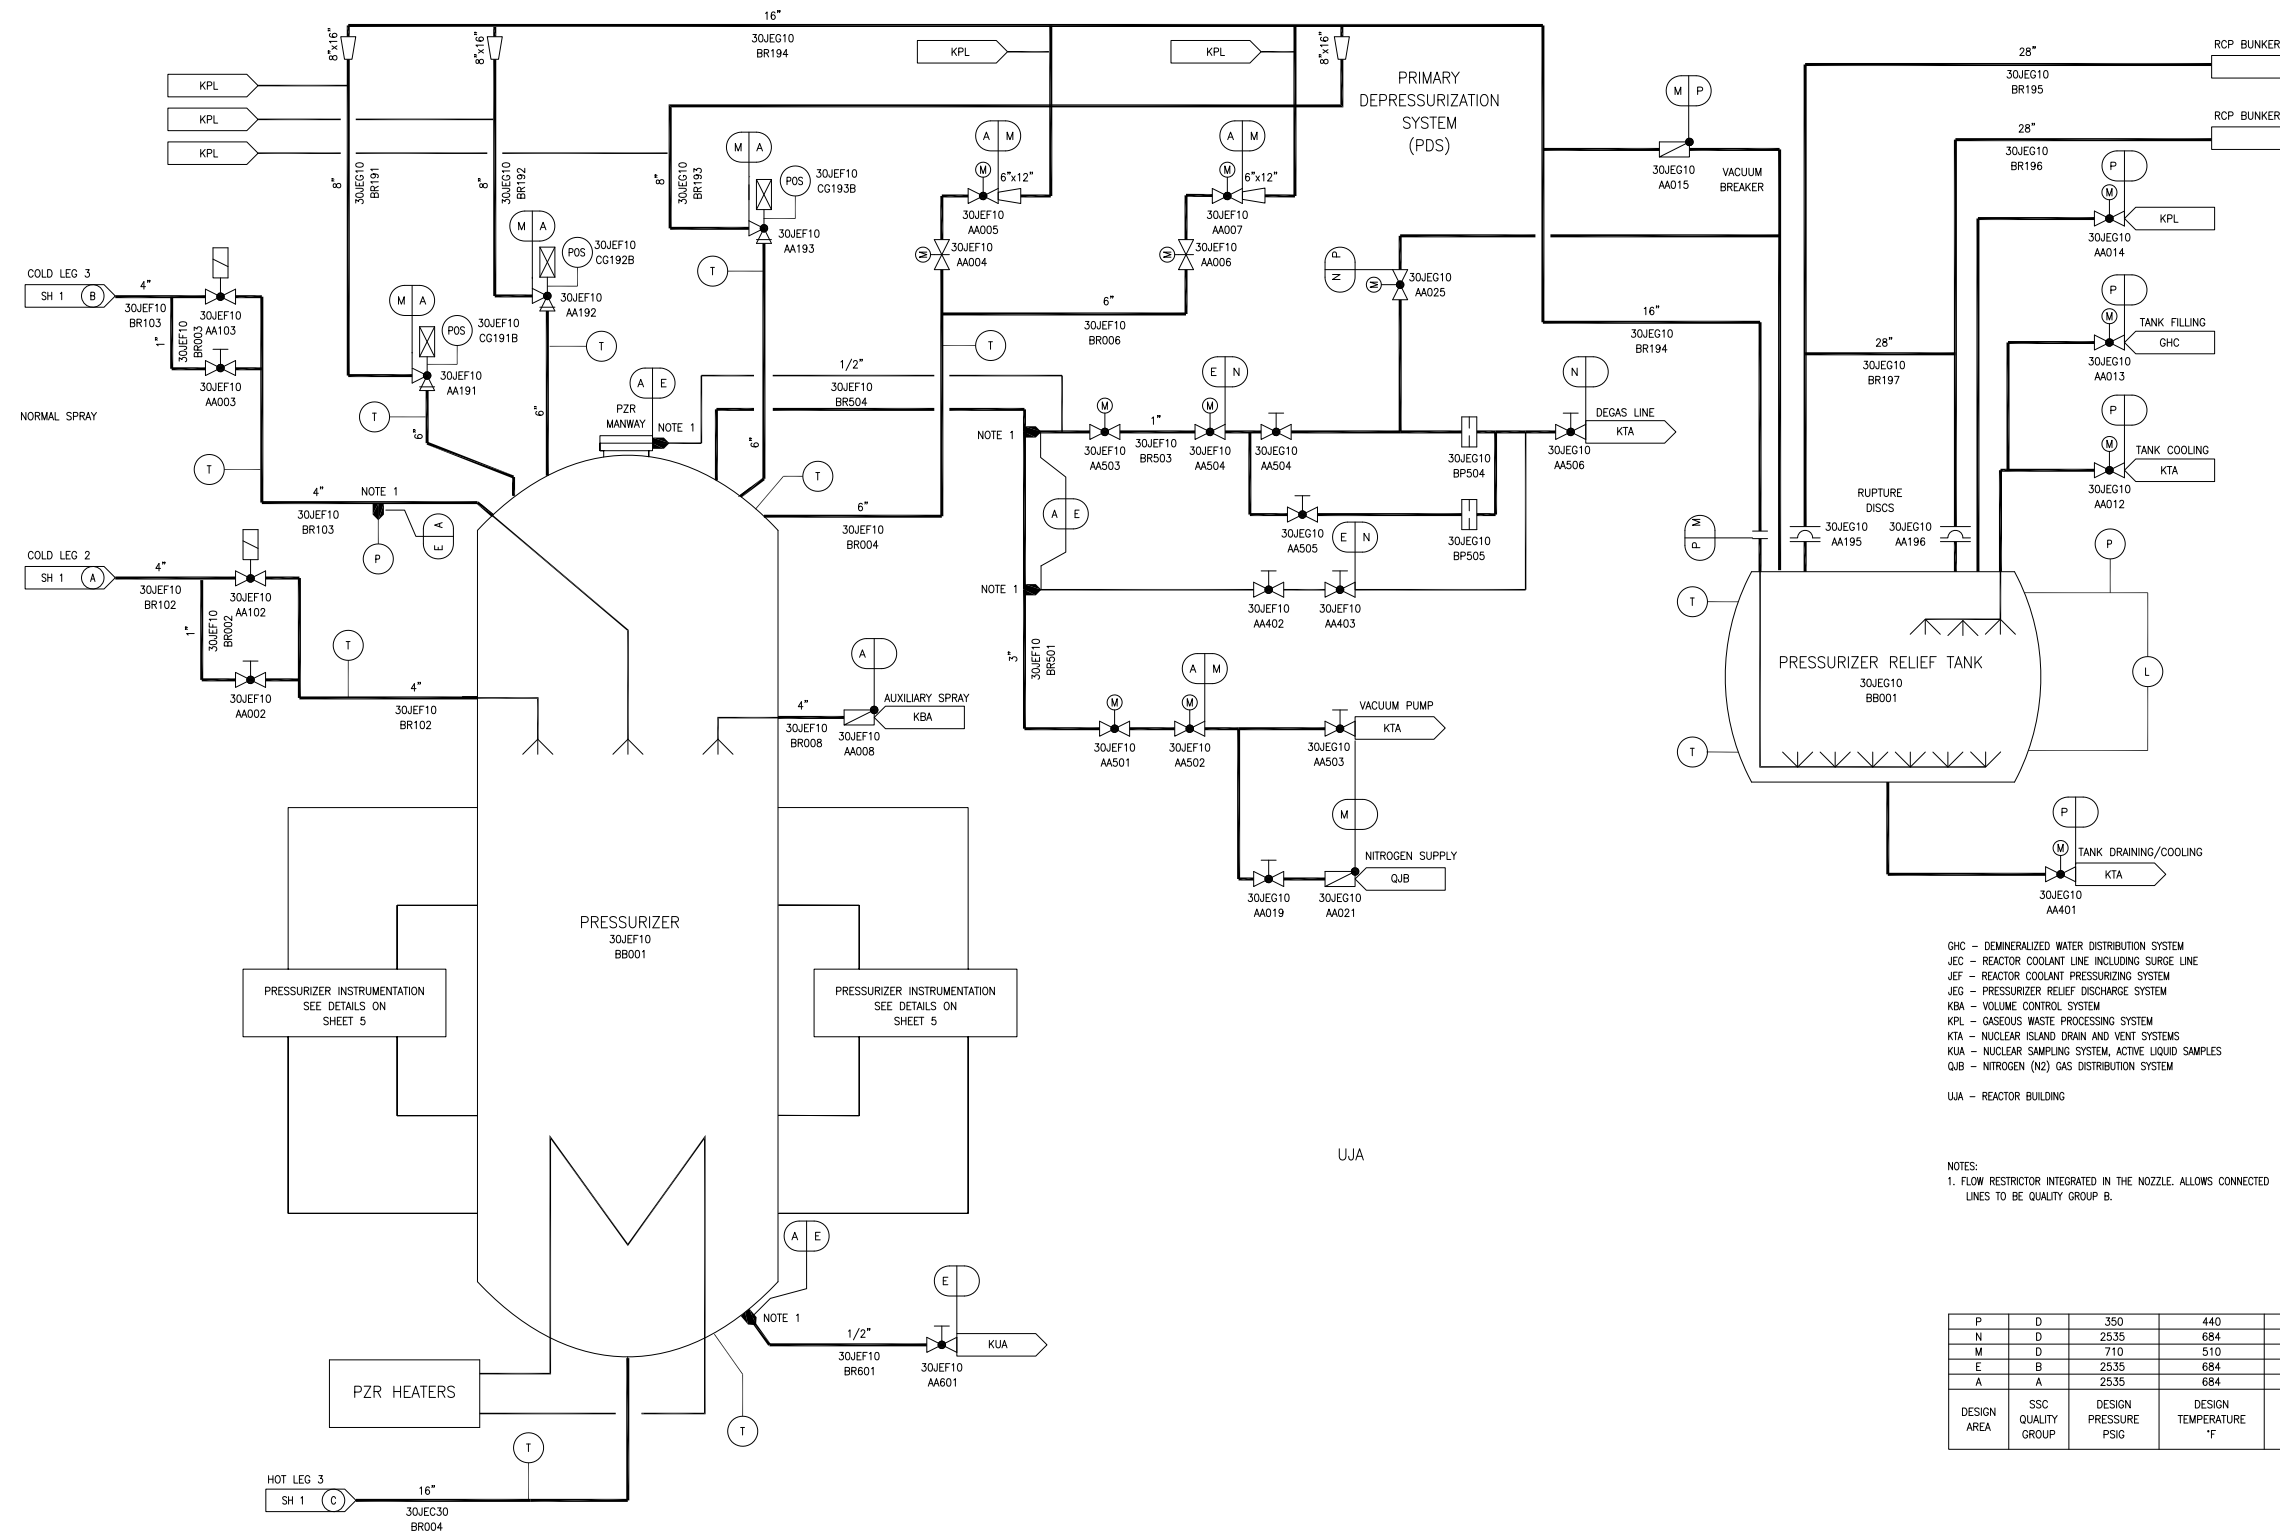 16"
30JEG10
BR194
8"x16"
8"x16"
8"x16"
KPL
KPL
KPL
KPL
KPL
8"
30JEG10
BR191
8"
30JEG10
BR192
8"
30JEG10
BR193
PRIMARY
DEPRESSURIZATION
SYSTEM
(PDS)
M P
30JEG10
AA015
VACUUM
BREAKER
28"
30JEG10
BR195
RCP BUNKER
28"
30JEG10
BR196
RCP BUNKER
P
M
30JEG10
AA014
KPL
M A
POS
30JEF10
CG193B
30JEF10
AA193
T
A M
M
6"x12"
30JEF10
AA005
M
30JEF10
AA004
A M
M
6"x12"
30JEF10
AA007
M
30JEF10
AA006
M A
POS
30JEF10
CG192B
30JEF10
AA192
T
M A
POS
30JEF10
CG191B
30JEF10
AA191
T
COLD LEG 3
SH 1 B
4"
30JEF10
BR103
1"
30JEF10
BR003
30JEF10
AA103
30JEF10
AA003
NORMAL SPRAY
T
N P
M
30JEG10
AA025
6"
30JEF10
BR006
T
16"
30JEG10
BR194
28"
30JEG10
BR197
P
M
TANK FILLING
GHC
30JEG10
AA013
P
M
TANK COOLING
KTA
30JEG10
AA012
6"
6"
6"
A E
PZR
MANWAY
NOTE 1
1/2"
30JEF10
BR504
NOTE 1
M
30JEF10
AA503
1"
30JEF10
BR503
E N
M
30JEF10
AA504
30JEG10
AA504
30JEG10
BP504
N
DEGAS LINE
KTA
30JEG10
AA506
30JEG10
AA505
30JEG10
BP505
A E
E N
NOTE 1
30JEF10
AA402
30JEF10
AA403
T
6"
30JEF10
BR004
4"
30JEF10
BR103
NOTE 1
P
E A
COLD LEG 2
SH 1 A
4"
30JEF10
BR102
1"
30JEF10
BR002
30JEF10
AA102
30JEF10
AA002
T
4"
30JEF10
BR102
RUPTURE
DISCS
30JEG10
AA195
30JEG10
AA196
P M
P
T
T
L
PRESSURIZER RELIEF TANK
30JEG10
BB001
3"
30JEF10
BR501
A
AUXILIARY SPRAY
KBA
4"
30JEF10
BR008
30JEF10
AA008
M
30JEF10
AA501
A M
M
30JEF10
AA502
VACUUM PUMP
KTA
30JEG10
AA503
M
NITROGEN SUPPLY
QJB
30JEG10
AA019
30JEG10
AA021
P
M
TANK DRAINING/COOLING
KTA
30JEG10
AA401
PRESSURIZER
30JEF10
BB001
PRESSURIZER INSTRUMENTATION
SEE DETAILS ON
SHEET 5
PRESSURIZER INSTRUMENTATION
SEE DETAILS ON
SHEET 5
GHC – DEMINERALIZED WATER DISTRIBUTION SYSTEM
JEC – REACTOR COOLANT LINE INCLUDING SURGE LINE
JEF – REACTOR COOLANT PRESSURIZING SYSTEM
JEG – PRESSURIZER RELIEF DISCHARGE SYSTEM
KBA – VOLUME CONTROL SYSTEM
KPL – GASEOUS WASTE PROCESSING SYSTEM
KTA – NUCLEAR ISLAND DRAIN AND VENT SYSTEMS
KUA – NUCLEAR SAMPLING SYSTEM, ACTIVE LIQUID SAMPLES
QJB – NITROGEN (N2) GAS DISTRIBUTION SYSTEM
UJA – REACTOR BUILDING
UJA
NOTES:
1. FLOW RESTRICTOR INTEGRATED IN THE NOZZLE. ALLOWS CONNECTED
LINES TO BE QUALITY GROUP B.
A E
NOTE 1
1/2"
30JEF10
BR601
E
30JEF10
AA601
KUA
T
PZR HEATERS
T
HOT LEG 3
SH 1 C
16"
30JEC30
BR004
P D 350 440
N D 2535 684
M D 710 510
E B 2535 684
A A 2535 684
DESIGN
AREA
SSC
QUALITY
GROUP
DESIGN
PRESSURE
PSIG
DESIGN
TEMPERATURE
°F